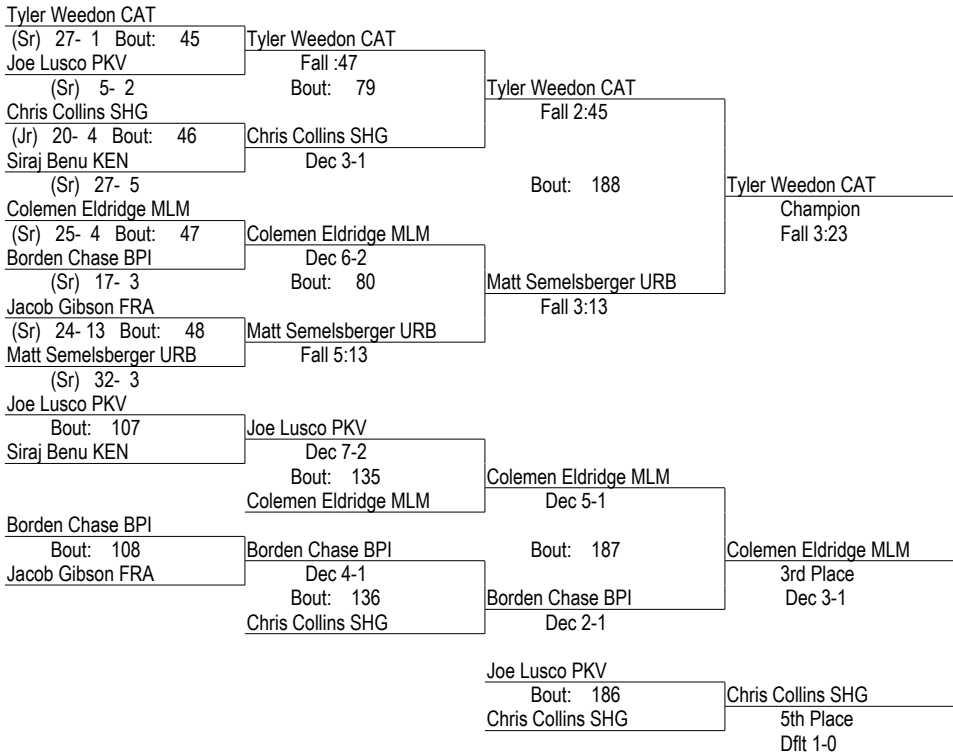 Tyler Weedon CAT
(Sr) 27- 1 Bout: 45 Tyler Weedon CAT
Joe Lusco PKV Fall :47
(Sr) 5- 2 Bout: 79 Tyler Weedon CAT
Chris Collins SHG Fall 2:45
(Jr) 20- 4 Bout: 46 Chris Collins SHG
Siraj Benu KEN Dec 3-1
(Sr) 27- 5 Bout: 188 Tyler Weedon CAT
Colemen Eldridge MLM Champion
(Sr) 25- 4 Bout: 47 Colemen Eldridge MLM Fall 3:23
Borden Chase BPI Dec 6-2
(Sr) 17- 3 Bout: 80 Matt Semelsberger URB
Jacob Gibson FRA Fall 3:13
(Sr) 24- 13 Bout: 48 Matt Semelsberger URB
Matt Semelsberger URB Fall 5:13
(Sr) 32- 3
Joe Lusco PKV
Bout: 107 Joe Lusco PKV
Siraj Benu KEN Dec 7-2
Bout: 135 Colemen Eldridge MLM
Colemen Eldridge MLM Dec 5-1
Borden Chase BPI
Bout: 108 Borden Chase BPI Bout: 187 Colemen Eldridge MLM
Jacob Gibson FRA Dec 4-1 3rd Place
Bout: 136 Borden Chase BPI Dec 3-1
Chris Collins SHG Dec 2-1
Joe Lusco PKV
Bout: 186 Chris Collins SHG
Chris Collins SHG 5th Place
Dflt 1-0